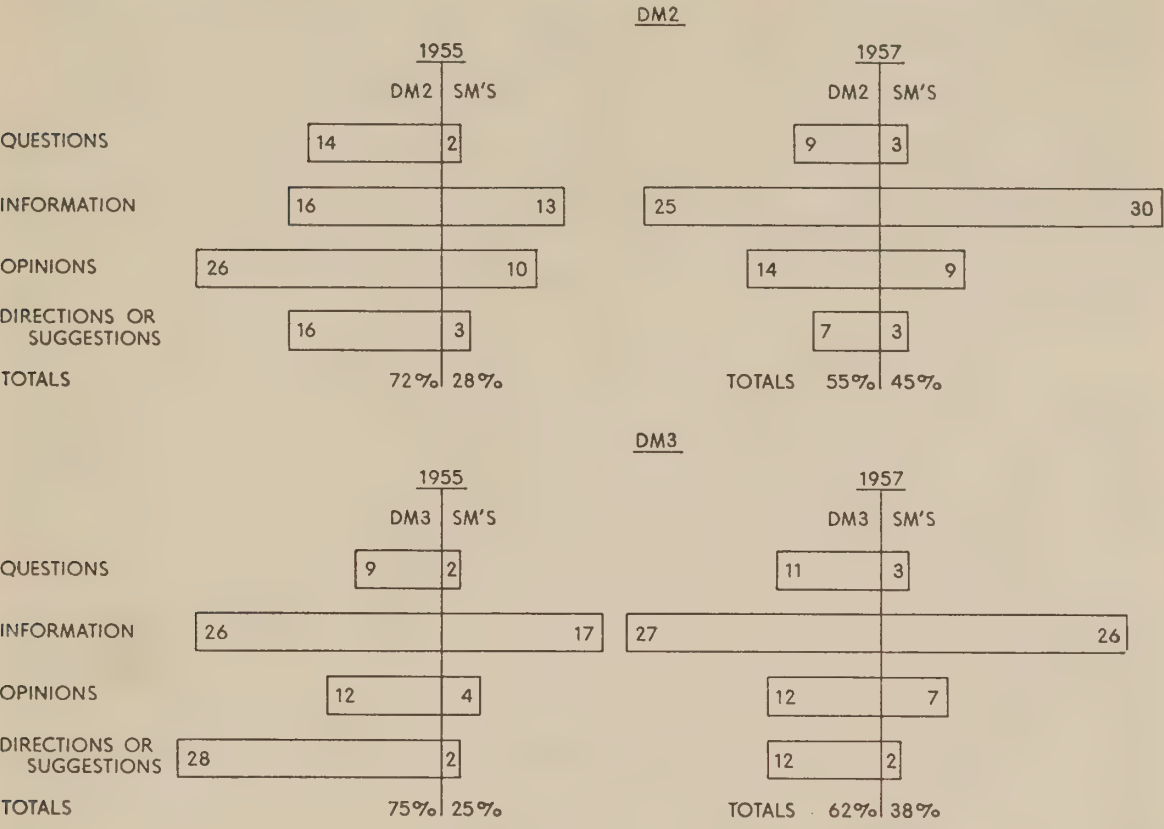 DM2
1955 1957
DM2 SM'S DM2 SM'S
QUESTIONS 14 2 9 3
INFORMATION 16 13 25 30
OPINIONS 26 10 14 9
DIRECTIONS OR
SUGGESTIONS 16 3 7 3
TOTALS 72% 28% TOTALS 55% 45%
DM3
1955 1957
DM3 SM'S DM3 SM'S
QUESTIONS 9 2 11 3
INFORMATION 26 17 27 26
OPINIONS 12 4 12 7
DIRECTIONS OR
SUGGESTIONS 28 2 12 2
TOTALS 75% 25% TOTALS 62% 38%